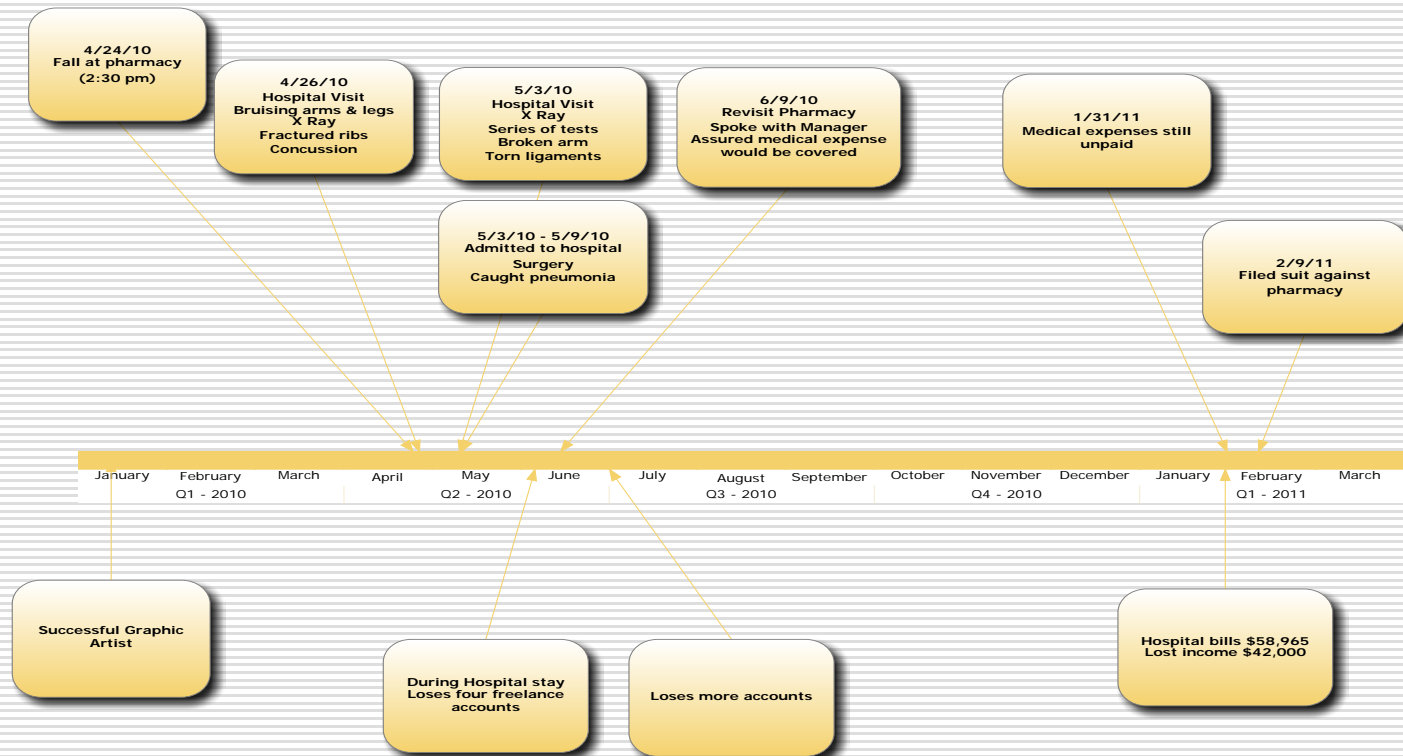 4/24/10
Fall at pharmacy
(2:30 pm)
4/26/10
Hospital Visit
Bruising arms & legs
X Ray
Fractured ribs
Concussion
5/3/10
Hospital Visit
X Ray
Series of tests
Broken arm
Torn ligaments
6/9/10
Revisit Pharmacy
Spoke with Manager
Assured medical expense
would be covered
1/31/11
Medical expenses still
unpaid
5/3/10 - 5/9/10
Admitted to hospital
Surgery
Caught pneumonia
2/9/11
Filed suit against
pharmacy
January February March April May June July August September October November December January February March
Q1 - 2010 Q2 - 2010 Q3 - 2010 Q4 - 2010 Q1 - 2011
Successful Graphic
Artist
During Hospital stay
Loses four freelance
accounts
Loses more accounts
Hospital bills $58,965
Lost income $42,000